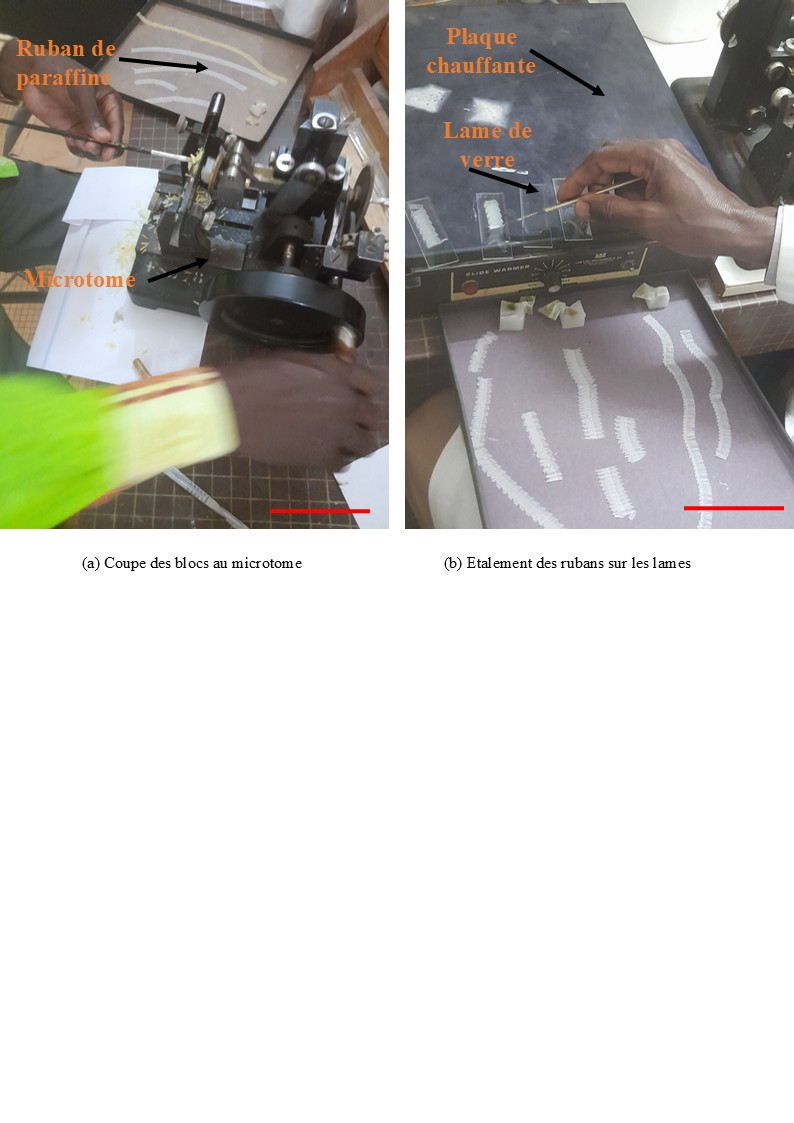 Ruban de
paraffine
Microtome
Plaque
chauffante
Lame de
verre
SLIDE WARMER
(a) Coupe des blocs au microtome
(b) Etalement des rubans sur les lames